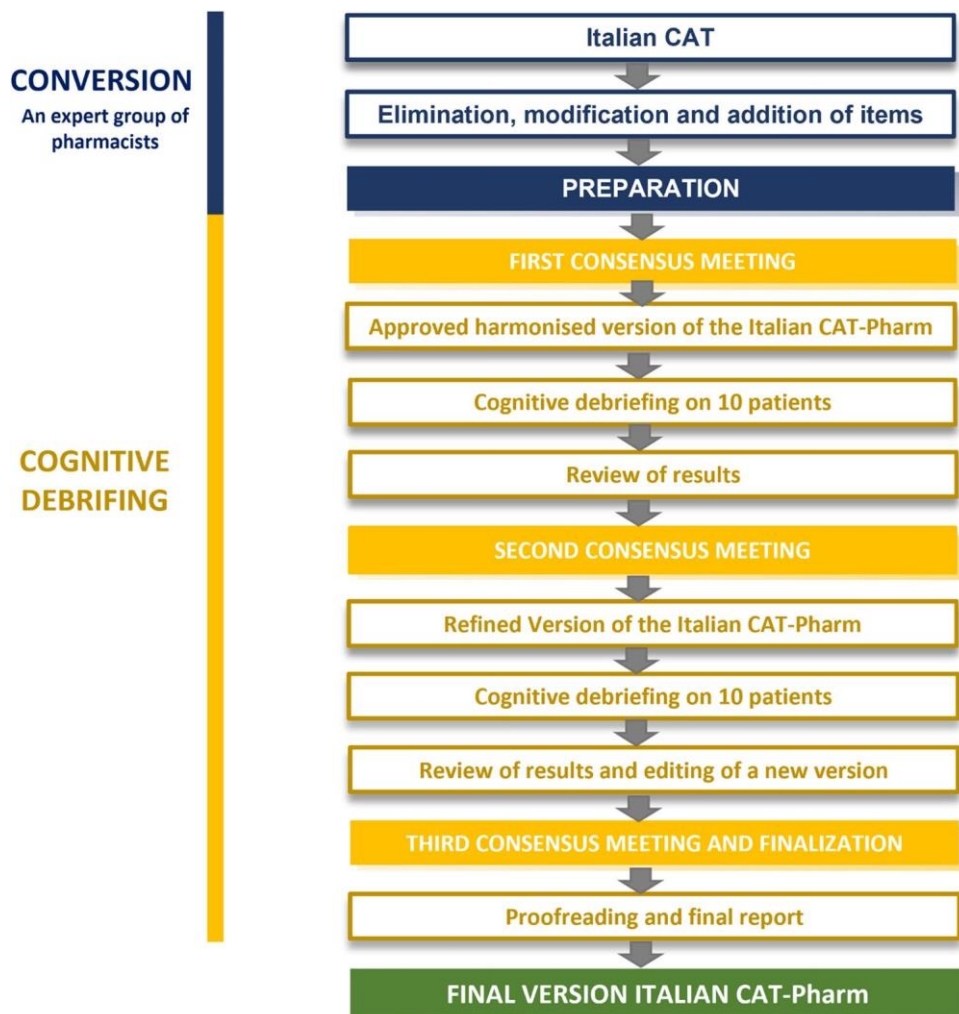 CONVERSION
An expert group of
pharmacists
Italian CAT
Elimination, modification and addition of items
PREPARATION
FIRST CONSENSUS MEETING
Approved harmonised version of the Italian CAT-Pharm
Cognitive debriefing on 10 patients
Review of results
COGNITIVE
DEBRIFING
SECOND CONSENSUS MEETING
Refined Version of the Italian CAT-Pharm
Cognitive debriefing on 10 patients
Review of results and editing of a new version
THIRD CONSENSUS MEETING AND FINALIZATION
Proofreading and final report
FINAL VERSION ITALIAN CAT-Pharm